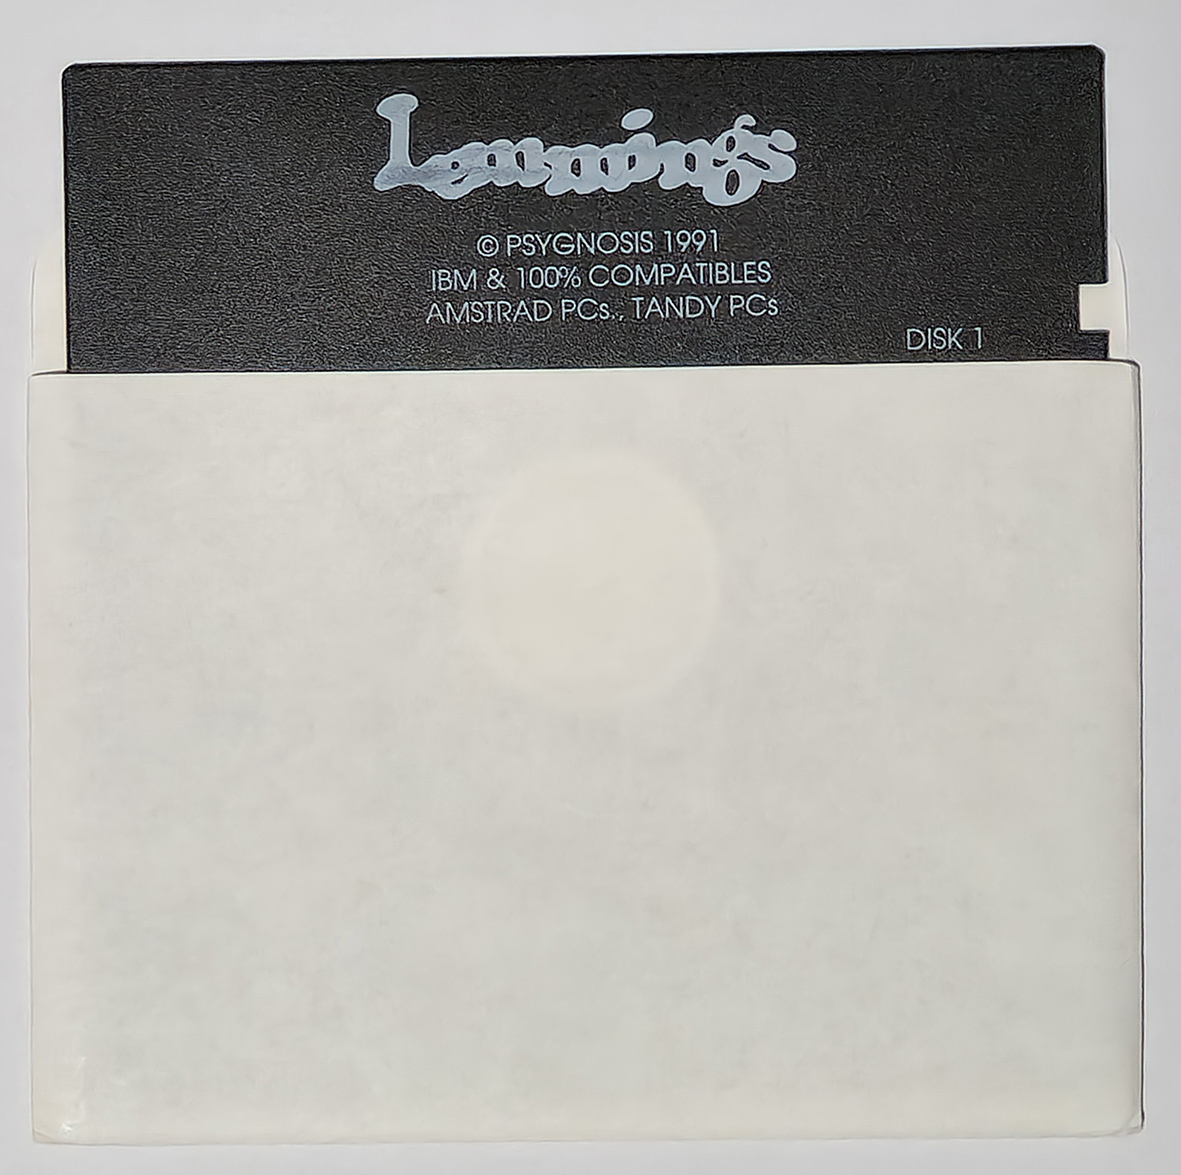 Lemmings
© PSYGNOSIS 1991
IBM & 100% COMPATIBLES
AMSTRAD PCs., TANDY PCs
DISK 1